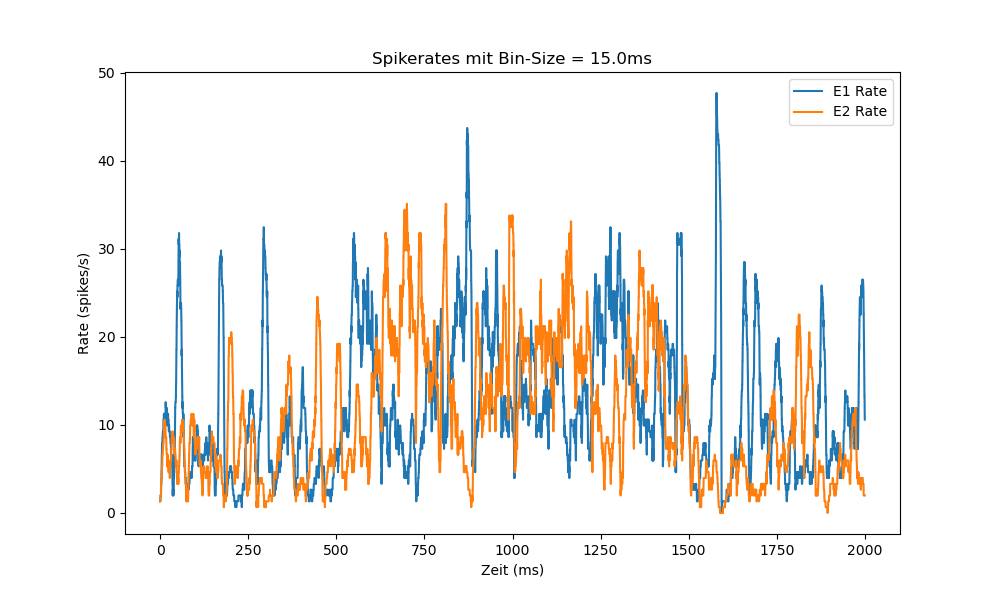 Spikerates mit Bin-Size = 15.0ms
E1 Rate
E2 Rate
Rate (spikes/s)
50
40
30
20
10
0
0 250 500 750 1000 1250 1500 1750 2000
Zeit (ms)